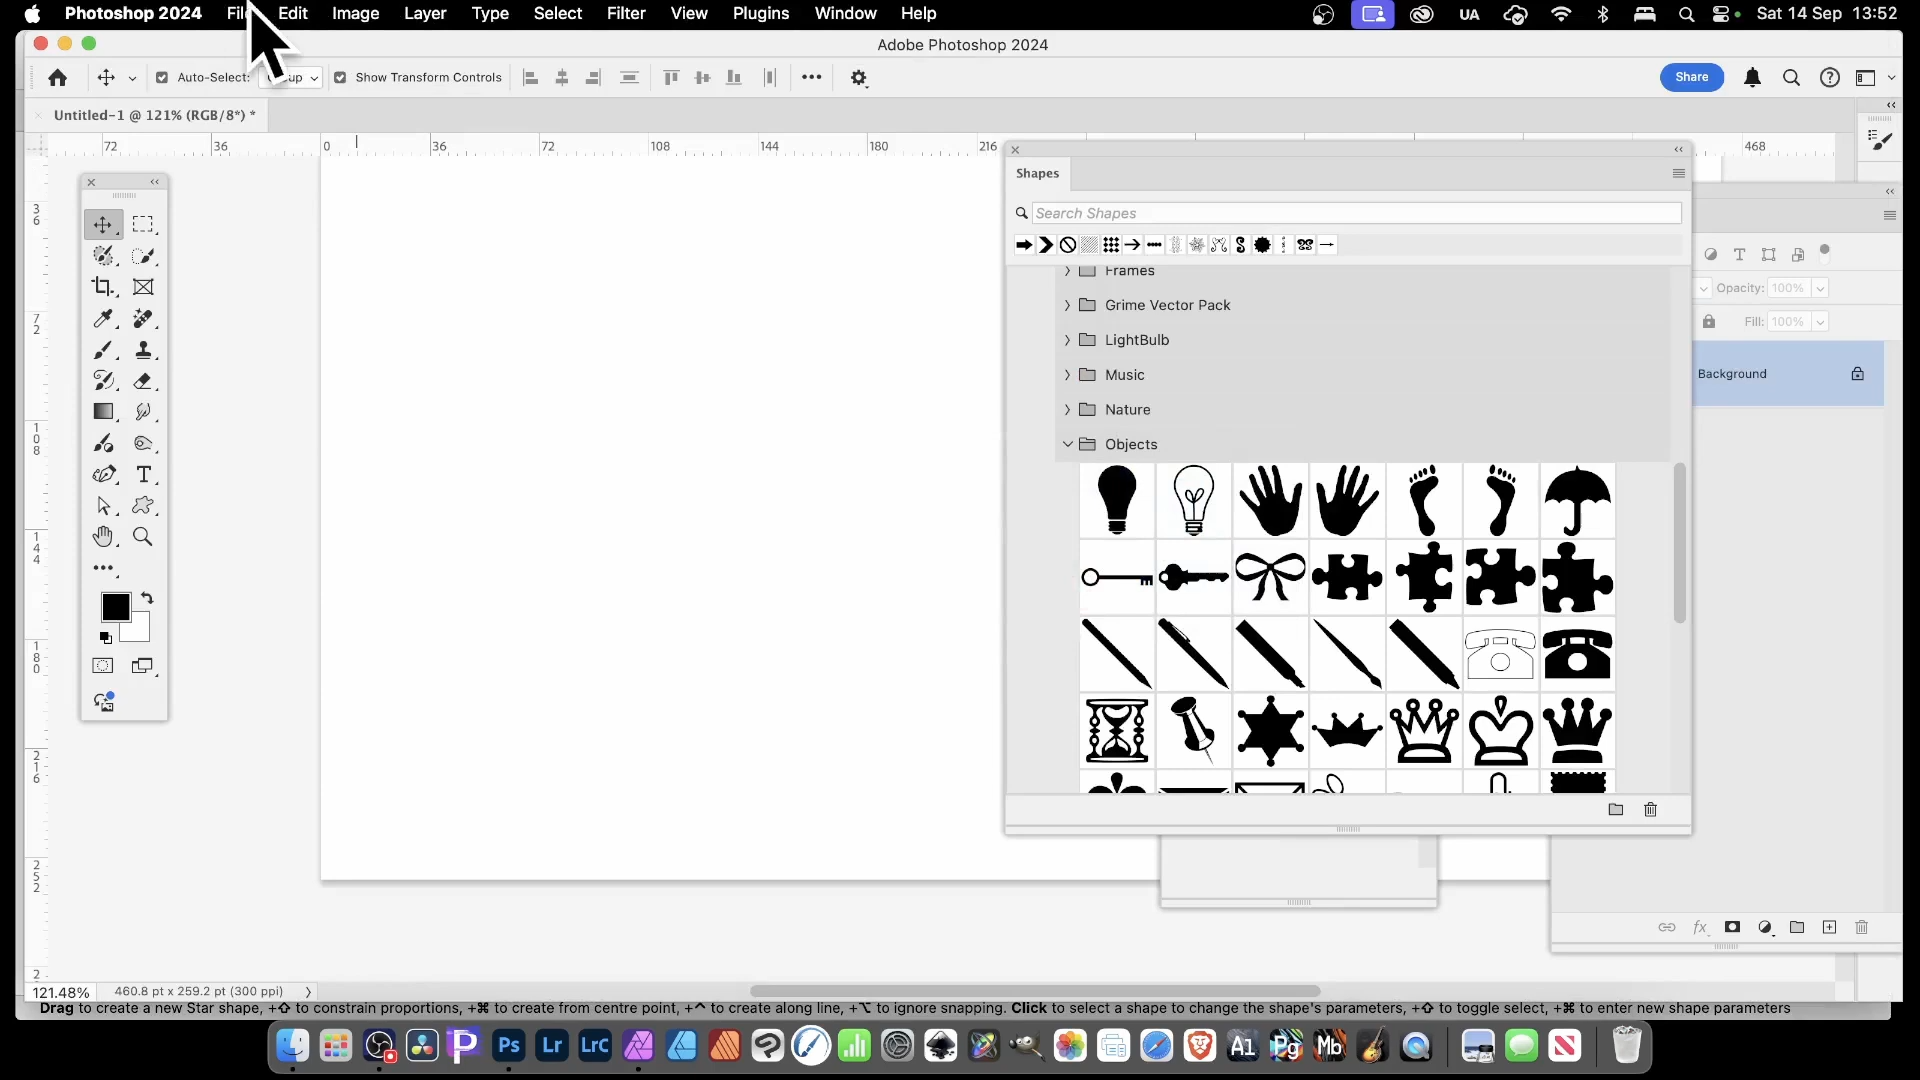 Photoshop 2024 Edit Image Layer Type Select Filter View Plugins Window Help UA Sat 14 Sep 13:52
Adobe Photoshop 2024
Auto-Select: Show Transform Controls Share
Untitled-1 @ 121% (RGB/8*) *
72 36 0 36 72 108 144 180 216 468
Shapes
Search Shapes
Frames
Grime Vector Pack
LightBulb
Music
Nature
Objects
Opacity: 100%
Fill: 100%
Background
36
72
108
144
180
216
252
2
121.48% 460.8 pt x 259.2 pt (300 ppi)
Drag to create a new Star shape, +⇧ to constrain proportions, +⌘ to create from centre point, +⌃ to create along line, +⌥ to ignore snapping. Click to select a shape to change the shape's parameters, +⇧ to toggle select, +⌘ to enter new shape parameters
Ps Lr LrC Pg Mb